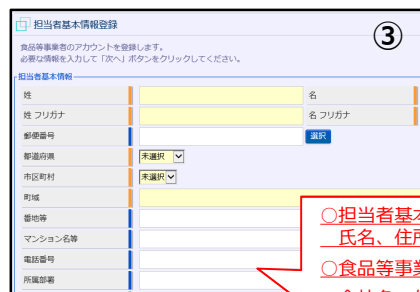 担当者基本情報登録
③
食品等事業者のアカウントを登録します。
必要な情報を入力して「次へ」ボタンをクリックしてください。
担当者基本情報
姓 名
姓 フリガナ 名 フリガナ
郵便番号 選択
都道府県 未選択
市区町村 未選択
町域
番地等
マンション名等
電話番号
所属部署
○担当者基本
氏名、住所
○食品等事業